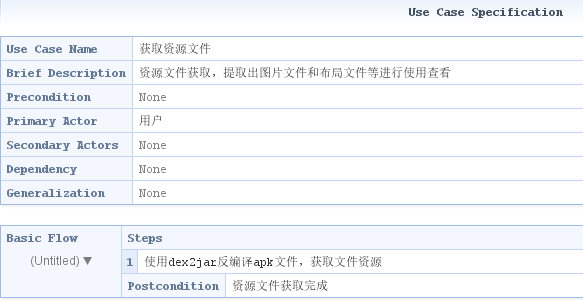 Use Case Specification
Use Case Name 获取资源文件
Brief Description 资源文件获取，提取出图片文件和布局文件等进行使用查看
Precondition None
Primary Actor 用户
Secondary Actors None
Dependency None
Generalization None
Basic Flow Steps
(Untitled) ▼ 1 使用dex2jar反编译apk文件，获取文件资源
Postcondition 资源文件获取完成